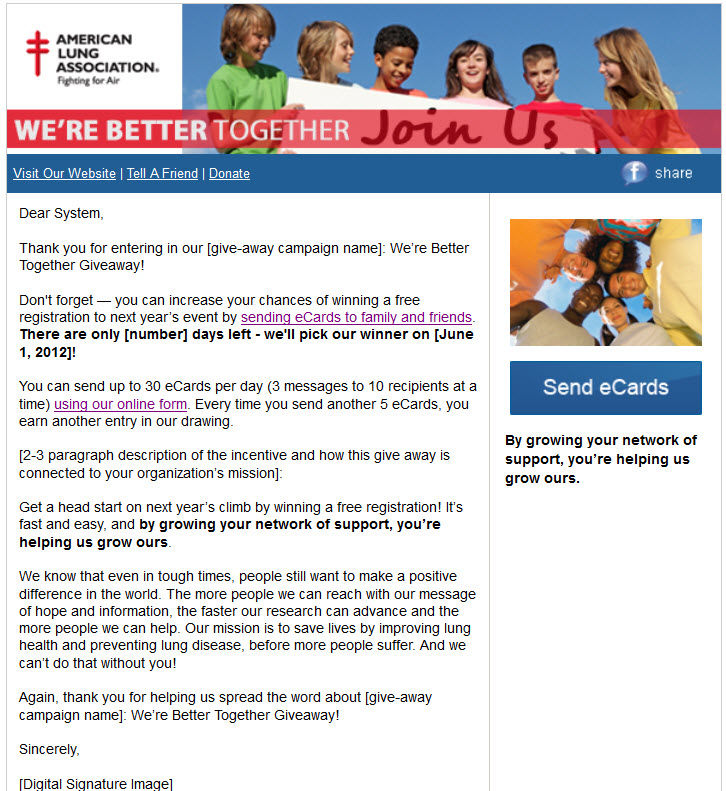 AMERICAN
LUNG
ASSOCIATION®
Fighting for Air
WE'RE BETTER TOGETHER Join Us
Visit Our Website | Tell A Friend | Donate
f share
Dear System,
Thank you for entering in our [give-away campaign name]: We’re Better
Together Giveaway!
Don't forget — you can increase your chances of winning a free
registration to next year’s event by sending eCards to family and friends.
There are only [number] days left - we'll pick our winner on [June
1, 2012]!
You can send up to 30 eCards per day (3 messages to 10 recipients at a
time) using our online form. Every time you send another 5 eCards, you
earn another entry in our drawing.
[2-3 paragraph description of the incentive and how this give away is
connected to your organization’s mission]:
Get a head start on next year’s climb by winning a free registration! It’s
fast and easy, and by growing your network of support, you’re
helping us grow ours.
We know that even in tough times, people still want to make a positive
difference in the world. The more people we can reach with our message
of hope and information, the faster our research can advance and the
more people we can help. Our mission is to save lives by improving lung
health and preventing lung disease, before more people suffer. And we
can’t do that without you!
Again, thank you for helping us spread the word about [give-away
campaign name]: We’re Better Together Giveaway!
Sincerely,
[Digital Signature Image]
Send eCards
By growing your network of
support, you’re helping us
grow ours.